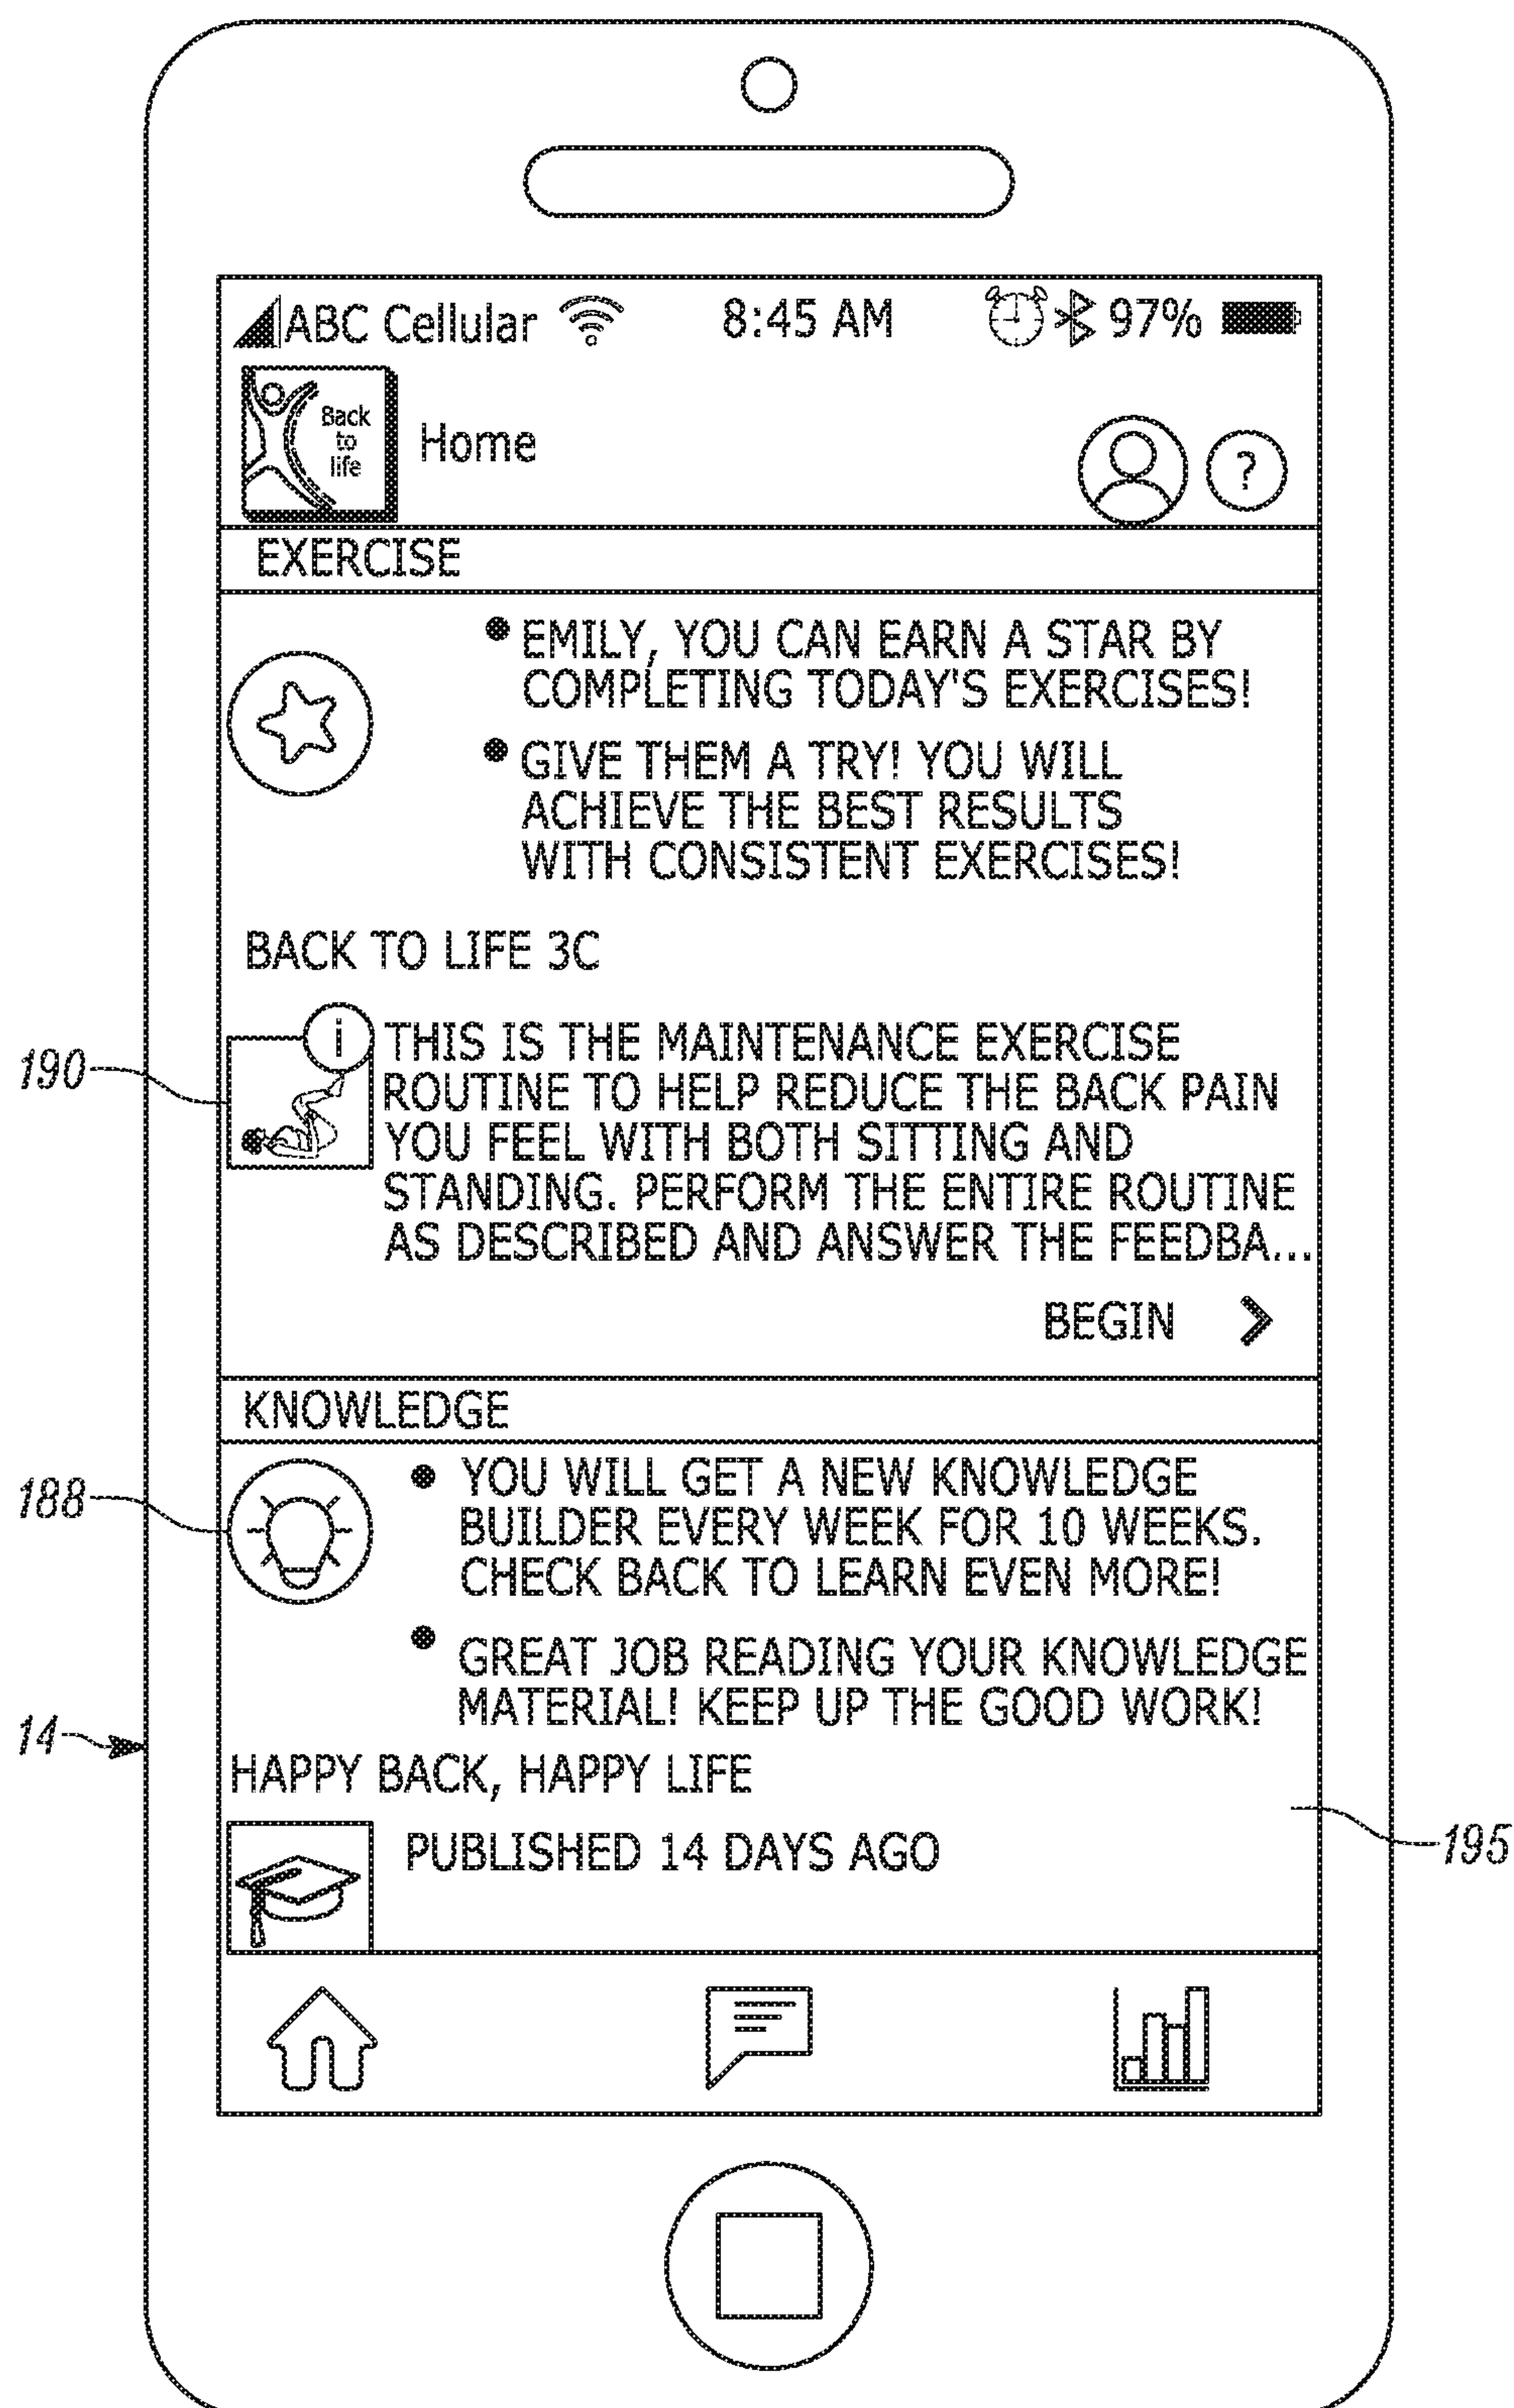 ABC Cellular 8:45 AM 97%
Back
to
life
Home
?
EXERCISE
EMILY, YOU CAN EARN A STAR BY
COMPLETING TODAY'S EXERCISES!
GIVE THEM A TRY! YOU WILL
ACHIEVE THE BEST RESULTS
WITH CONSISTENT EXERCISES!
BACK TO LIFE 3C
i
THIS IS THE MAINTENANCE EXERCISE
190
ROUTINE TO HELP REDUCE THE BACK PAIN
YOU FEEL WITH BOTH SITTING AND
STANDING. PERFORM THE ENTIRE ROUTINE
AS DESCRIBED AND ANSWER THE FEEDBA...
BEGIN >
KNOWLEDGE
188
YOU WILL GET A NEW KNOWLEDGE
BUILDER EVERY WEEK FOR 10 WEEKS.
CHECK BACK TO LEARN EVEN MORE!
GREAT JOB READING YOUR KNOWLEDGE
MATERIAL! KEEP UP THE GOOD WORK!
14
HAPPY BACK, HAPPY LIFE
195
PUBLISHED 14 DAYS AGO